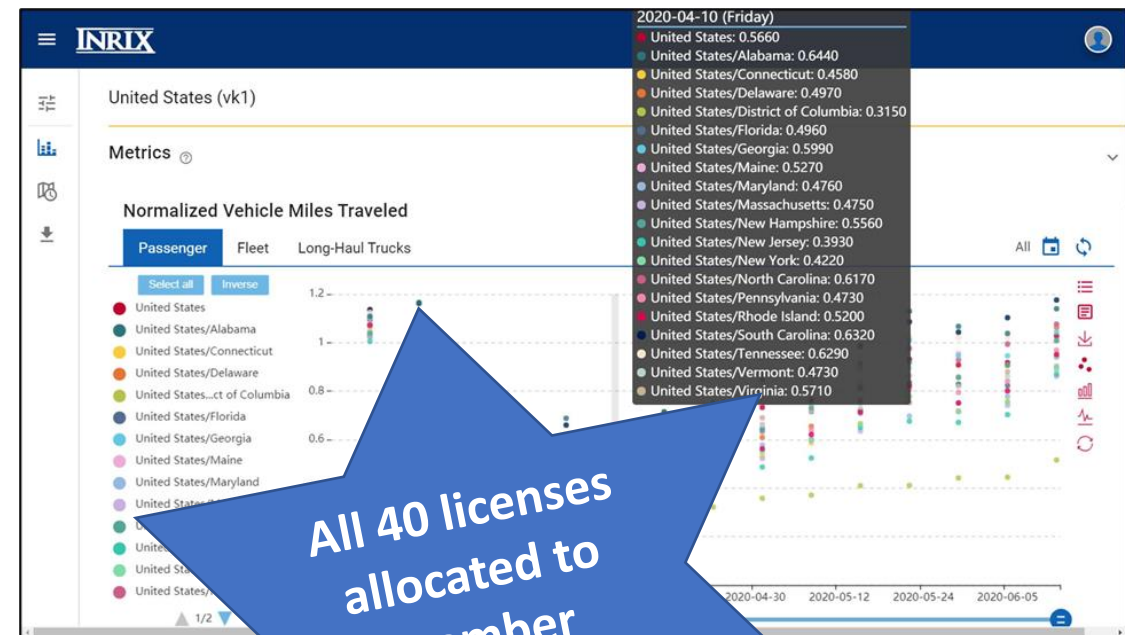 INRIX
United States (vk1)
Metrics
Normalized Vehicle Miles Traveled
Passenger Fleet Long-Haul Trucks
All
Select all Inverse
United States
United States/Alabama
United States/Connecticut
United States/Delaware
United States...ct of Columbia
United States/Florida
United States/Georgia
United States/Maine
United States/Maryland
United
United
United States/
1/2
1.2
1
0.8
0.6
2020-04-10 (Friday)
United States: 0.5660
United States/Alabama: 0.6440
United States/Connecticut: 0.4580
United States/Delaware: 0.4970
United States/District of Columbia: 0.3150
United States/Florida: 0.4960
United States/Georgia: 0.5990
United States/Maine: 0.5270
United States/Maryland: 0.4760
United States/Massachusetts: 0.4750
United States/New Hampshire: 0.5560
United States/New Jersey: 0.3930
United States/New York: 0.4220
United States/North Carolina: 0.6170
United States/Pennsylvania: 0.4730
United States/Rhode Island: 0.5200
United States/South Carolina: 0.6320
United States/Tennessee: 0.6290
United States/Vermont: 0.4730
United States/Virginia: 0.5710
2020-04-30 2020-05-12 2020-05-24 2020-06-05
All 40 licenses
allocated to